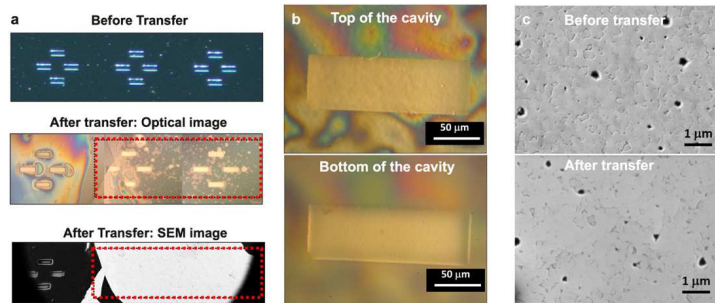 a
Before Transfer
After transfer: Optical image
After Transfer: SEM image
b
Top of the cavity
50 μm
Bottom of the cavity
50 μm
c
Before transfer
1 μm
After transfer
1 μm